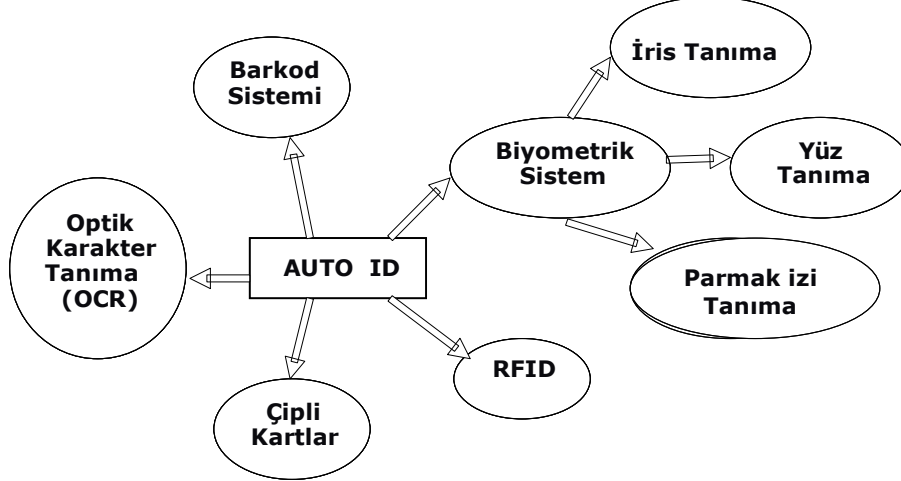 İris Tanıma
Barkod
Sistemi
Biyometrik
Sistem
Yüz
Tanıma
Optik
Karakter
Tanıma
(OCR)
AUTO ID
Parmak izi
Tanıma
RFID
Çipli
Kartlar